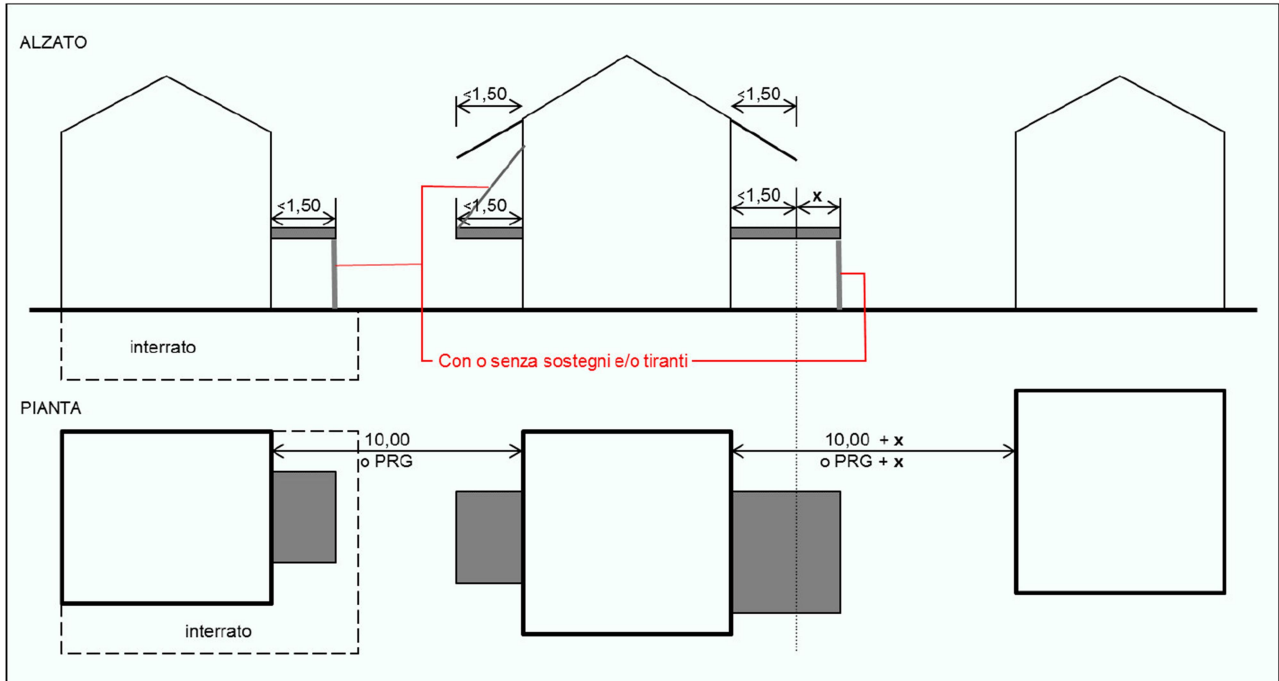 ALZATO
≤1,50
≤1,50
≤1,50
≤1,50
≤1,50
x
interrato
Con o senza sostegni e/o tiranti
PIANTA
10,00
o PRG
10,00 + x
o PRG + x
interrato